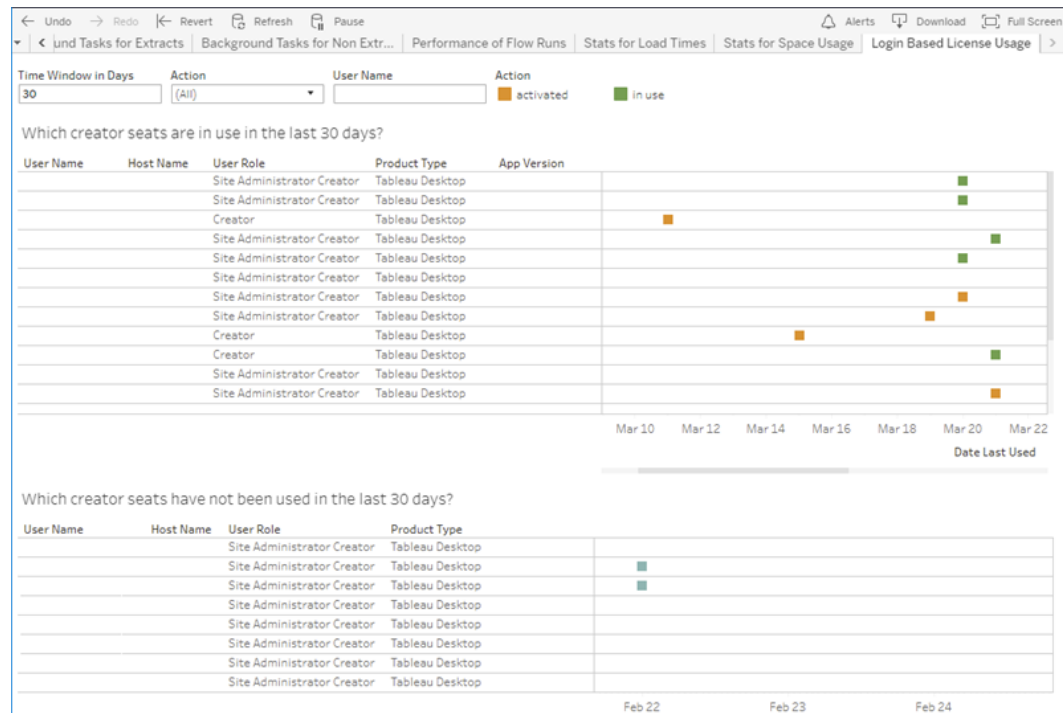 Undo Redo Revert Refresh Pause Alerts Download Full Screen
und Tasks for Extracts Background Tasks for Non Extr... Performance of Flow Runs Stats for Load Times Stats for Space Usage Login Based License Usage
Time Window in Days Action User Name Action
30 (All) activated in use
Which creator seats are in use in the last 30 days?
User Name Host Name User Role Product Type App Version
Site Administrator Creator Tableau Desktop
Site Administrator Creator Tableau Desktop
Creator Tableau Desktop
Site Administrator Creator Tableau Desktop
Site Administrator Creator Tableau Desktop
Site Administrator Creator Tableau Desktop
Site Administrator Creator Tableau Desktop
Site Administrator Creator Tableau Desktop
Creator Tableau Desktop
Creator Tableau Desktop
Site Administrator Creator Tableau Desktop
Site Administrator Creator Tableau Desktop
Mar 10 Mar 12 Mar 14 Mar 16 Mar 18 Mar 20 Mar 22
Date Last Used
Which creator seats have not been used in the last 30 days?
User Name Host Name User Role Product Type
Site Administrator Creator Tableau Desktop
Site Administrator Creator Tableau Desktop
Site Administrator Creator Tableau Desktop
Site Administrator Creator Tableau Desktop
Site Administrator Creator Tableau Desktop
Site Administrator Creator Tableau Desktop
Site Administrator Creator Tableau Desktop
Site Administrator Creator Tableau Desktop
Feb 22 Feb 23 Feb 24